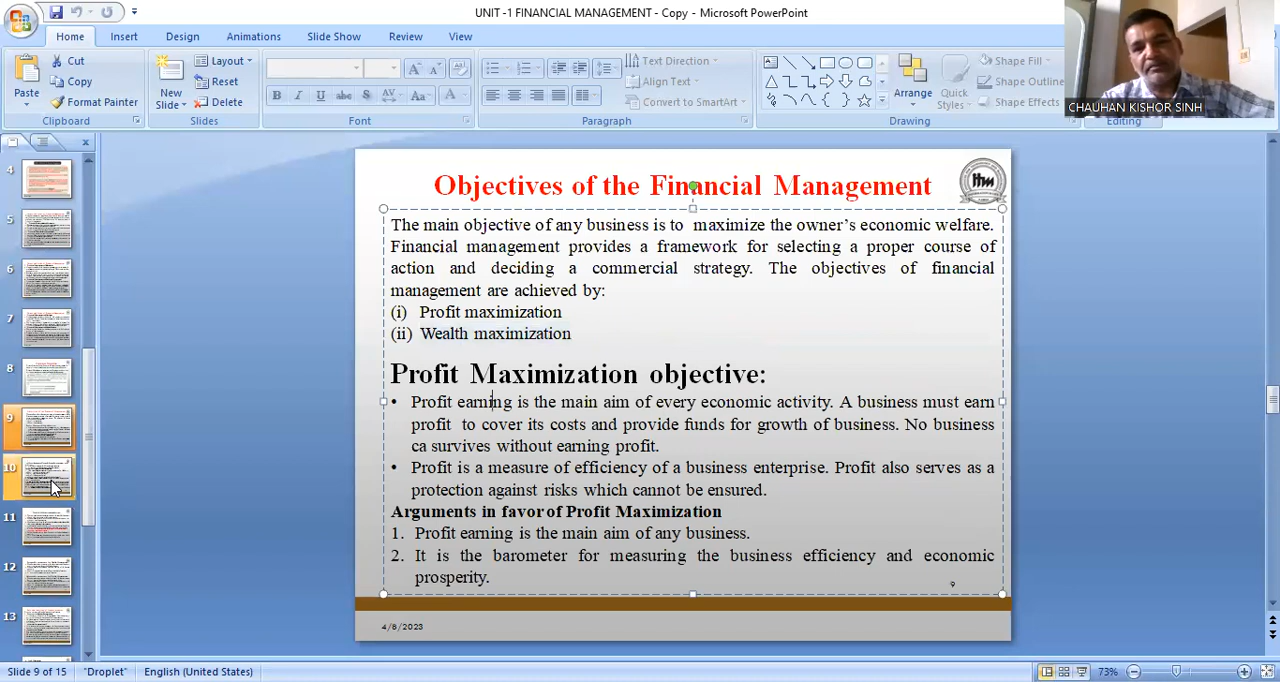 UNIT -1 FINANCIAL MANAGEMENT - Copy - Microsoft PowerPoint
Home Insert Design Animations Slide Show Review View
Paste
Cut
Copy
Format Painter
Clipboard
New Slide
Layout
Reset
Delete
Slides
B I U abc S AV Aa A
Font
Text Direction
Align Text
Convert to SmartArt
Paragraph
Arrange
Quick Styles
Shape Fill
Shape Outline
Shape Effects
Drawing
Editing
CHAUHAN KISHOR SINH
4
5
6
7
8
9
10
11
12
13
Objectives of the Financial Management
itm
The main objective of any business is to maximize the owner's economic welfare.
Financial management provides a framework for selecting a proper course of
action and deciding a commercial strategy. The objectives of financial
management are achieved by:
(i) Profit maximization
(ii) Wealth maximization
Profit Maximization objective:
• Profit earning is the main aim of every economic activity. A business must earn
profit to cover its costs and provide funds for growth of business. No business
ca survives without earning profit.
• Profit is measure of efficiency of a business enterprise. Profit also serves as a
protection against risks which cannot be ensured.
Arguments in favor of Profit Maximization
1. Profit earning is the main aim of any business.
2. It is the barometer for measuring the business efficiency and economic
prosperity.
9
4/8/2023
Slide 9 of 15 "Droplet" English (United States) 73%